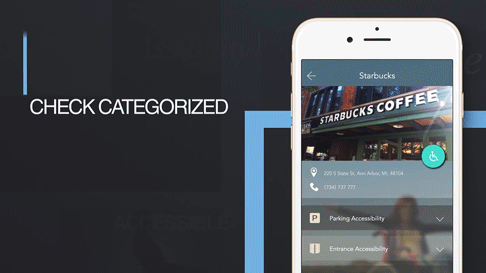 CHECK CATEGORIZED
Starbucks
STARBUCKS COFFEE
220 S State St, Ann Arbor, MI, 48104
(734) 737 777
P Parking Accessibility
Entrance Accessibility